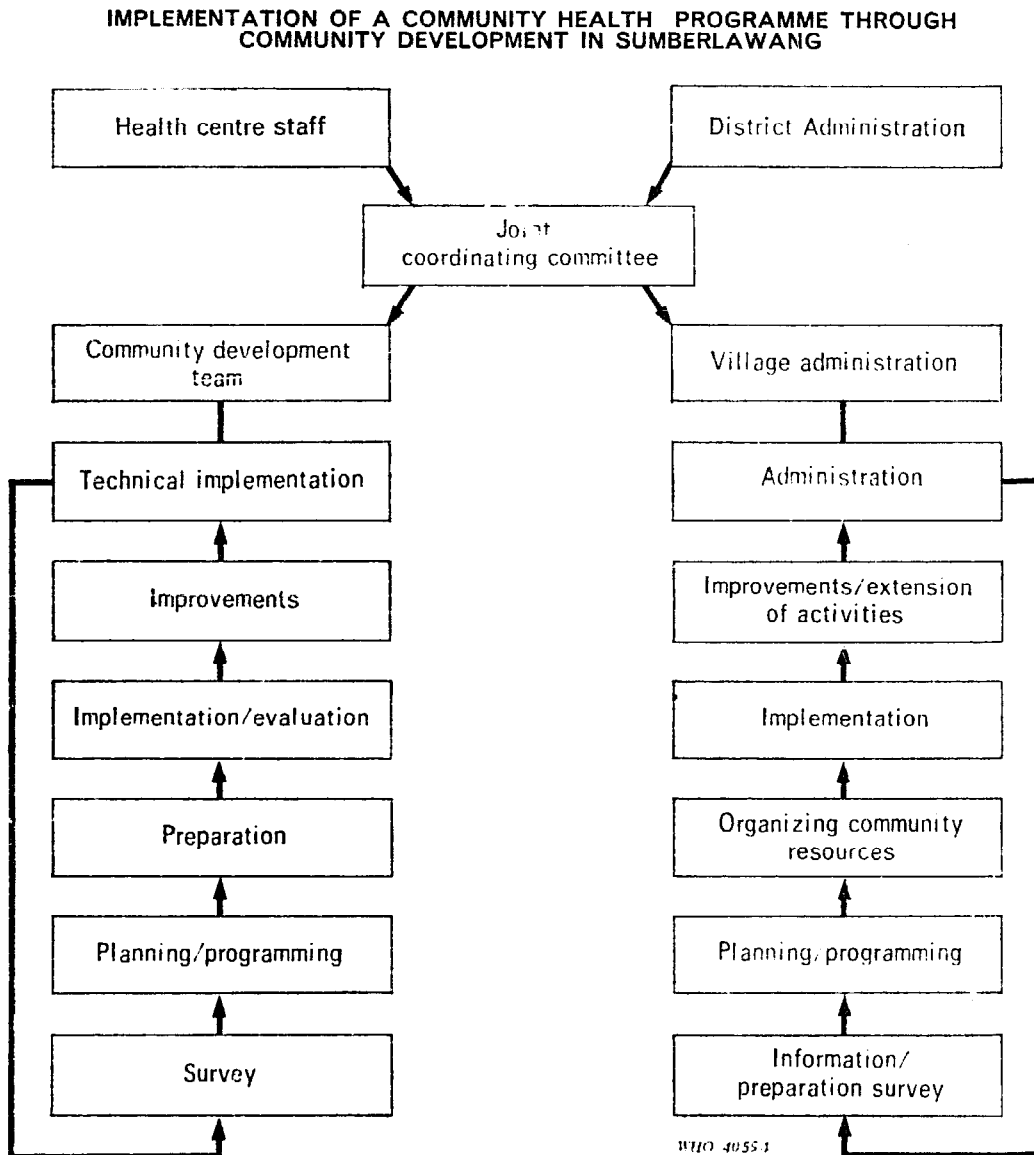 IMPLEMENTATION OF A COMMUNITY HEALTH PROGRAMME THROUGH
COMMUNITY DEVELOPMENT IN SUMBERLAWANG
Health centre staff
District Administration
Joint
coordinating committee
Community development
team
Village administration
Technical implementation
Administration
Improvements
Improvements/extension
of activities
Implementation/evaluation
Implementation
Preparation
Organizing community
resources
Planning/programming
Planning/programming
Survey
Information/
preparation survey
WHO 40554